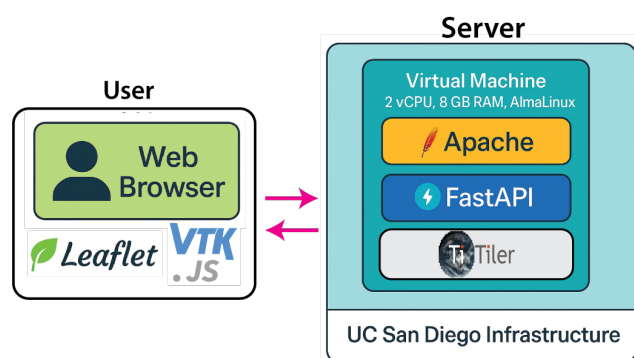 User
Web
Browser
Leaflet
VTK
.JS
Server
Virtual Machine
2 vCPU, 8 GB RAM, AlmaLinux
Apache
FastAPI
Ti Tiler
UC San Diego Infrastructure